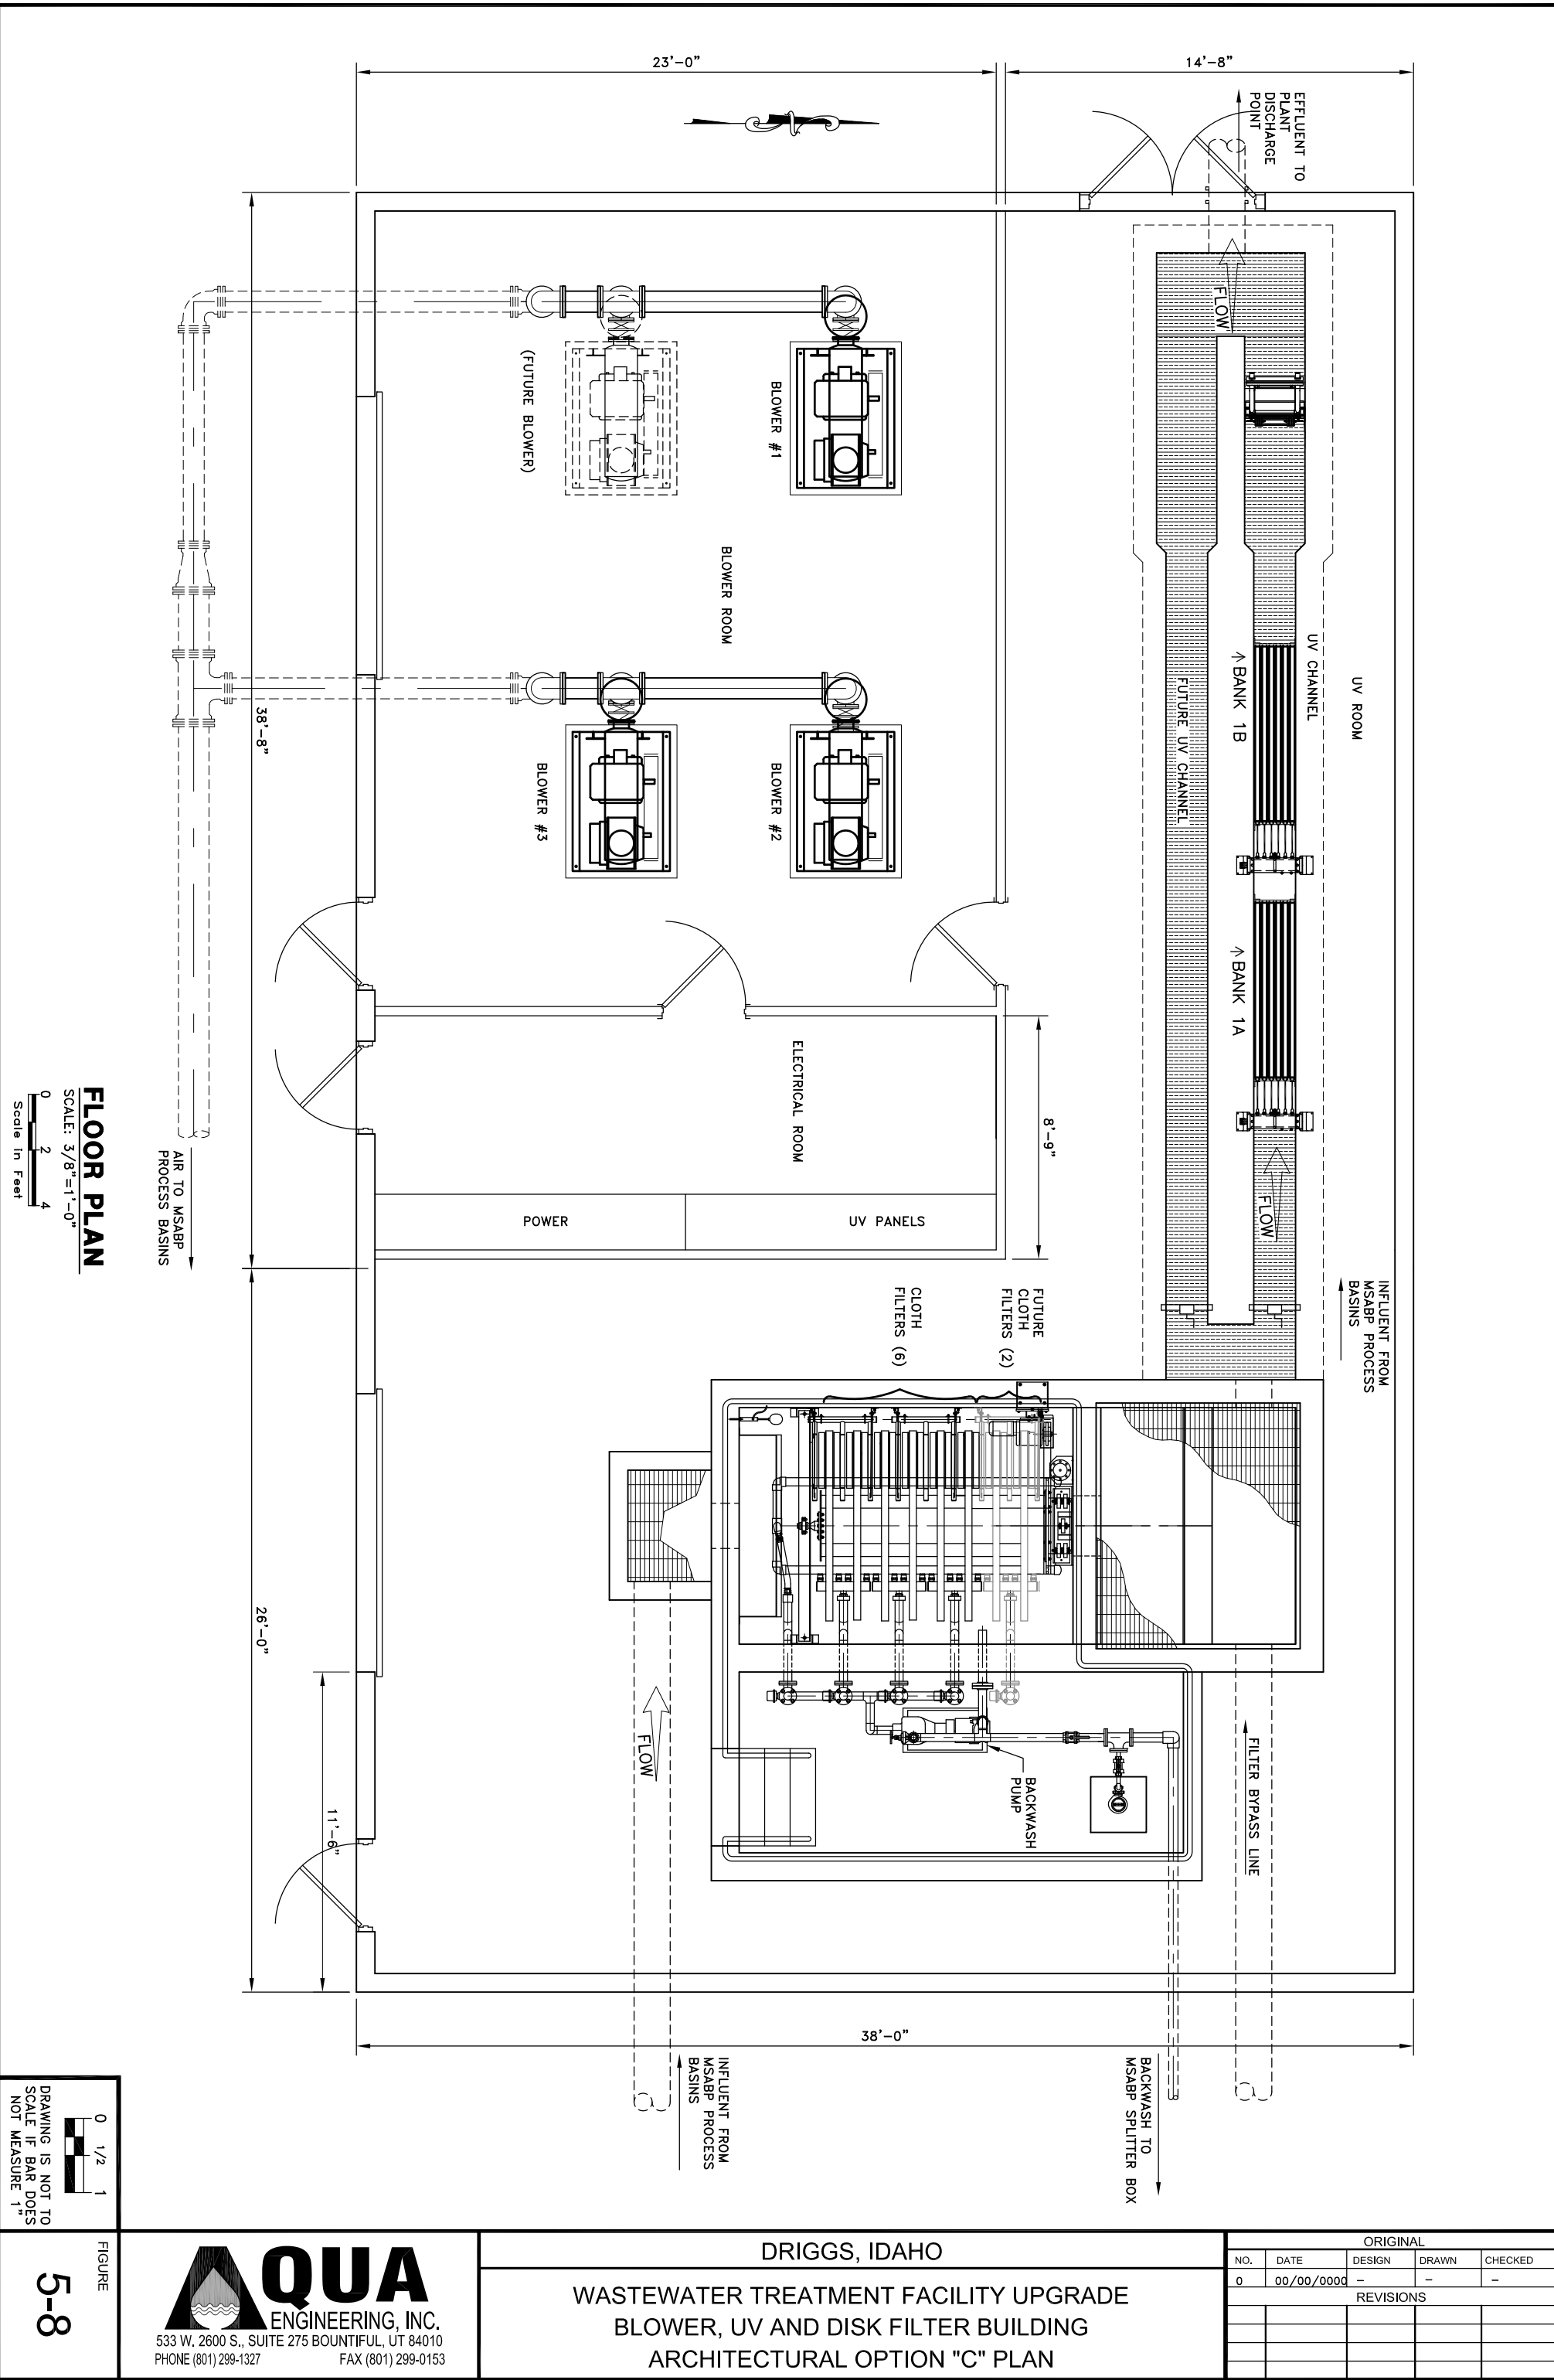 23'-0"
14'-8"
EFFLUENT TO
PLANT
DISCHARGE
POINT
FLOW
(FUTURE BLOWER)
BLOWER #1
BLOWER ROOM
UV ROOM
UV CHANNEL
BANK 1B
FUTURE UV CHANNEL
38'-8"
BLOWER #3
BLOWER #2
BANK 1A
ELECTRICAL ROOM
8'-9"
FLOW
POWER
UV PANELS
FLOOR PLAN
SCALE: 3/8"=1'-0"
0 2 4
Scale In Feet
AIR TO MSABP
PROCESS BASINS
INFLUENT FROM
MSABP PROCESS
BASINS
CLOTH
FILTERS (6)
FUTURE
CLOTH
FILTERS (2)
26'-0"
FLOW
11'-6"
BACKWASH
PUMP
FILTER BYPASS LINE
38'-0"
INFLUENT FROM
MSABP PROCESS
BASINS
BACKWASH TO
MSABP SPLITTER BOX
0 1/2 1
DRAWING IS NOT TO
SCALE IF BAR DOES
NOT MEASURE 1"
FIGURE
5-8
AQUA
ENGINEERING, INC.
533 W. 2600 S., SUITE 275 BOUNTIFUL, UT 84010
PHONE (801) 299-1327 FAX (801) 299-0153
DRIGGS, IDAHO
WASTEWATER TREATMENT FACILITY UPGRADE
BLOWER, UV AND DISK FILTER BUILDING
ARCHITECTURAL OPTION "C" PLAN
ORIGINAL
NO. DATE DESIGN DRAWN CHECKED
0 00/00/0000 - - -
REVISIONS